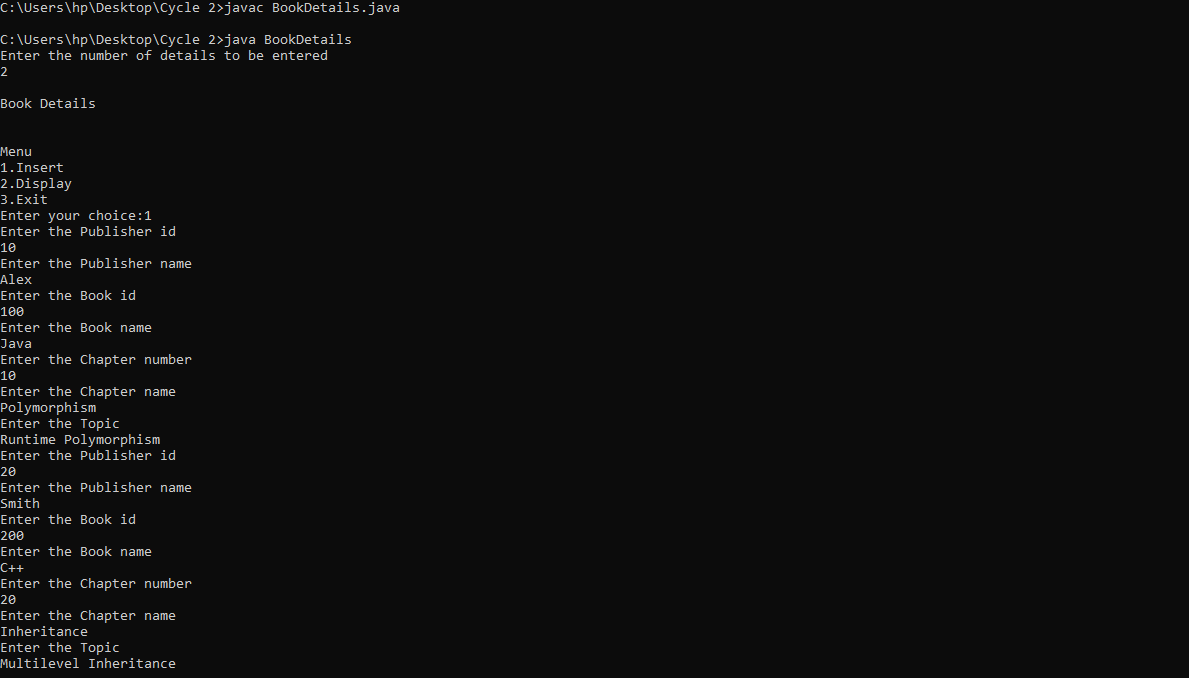 C:\Users\hp\Desktop\Cycle 2>javac BookDetails.java
C:\Users\hp\Desktop\Cycle 2>java BookDetails
Enter the number of details to be entered
2
Book Details
Menu
1.Insert
2.Display
3.Exit
Enter your choice:1
Enter the Publisher id
10
Enter the Publisher name
Alex
Enter the Book id
100
Enter the Book name
Java
Enter the Chapter number
10
Enter the Chapter name
Polymorphism
Enter the Topic
Runtime Polymorphism
Enter the Publisher id
20
Enter the Publisher name
Smith
Enter the Book id
200
Enter the Book name
C++
Enter the Chapter number
20
Enter the Chapter name
Inheritance
Enter the Topic
Multilevel Inheritance